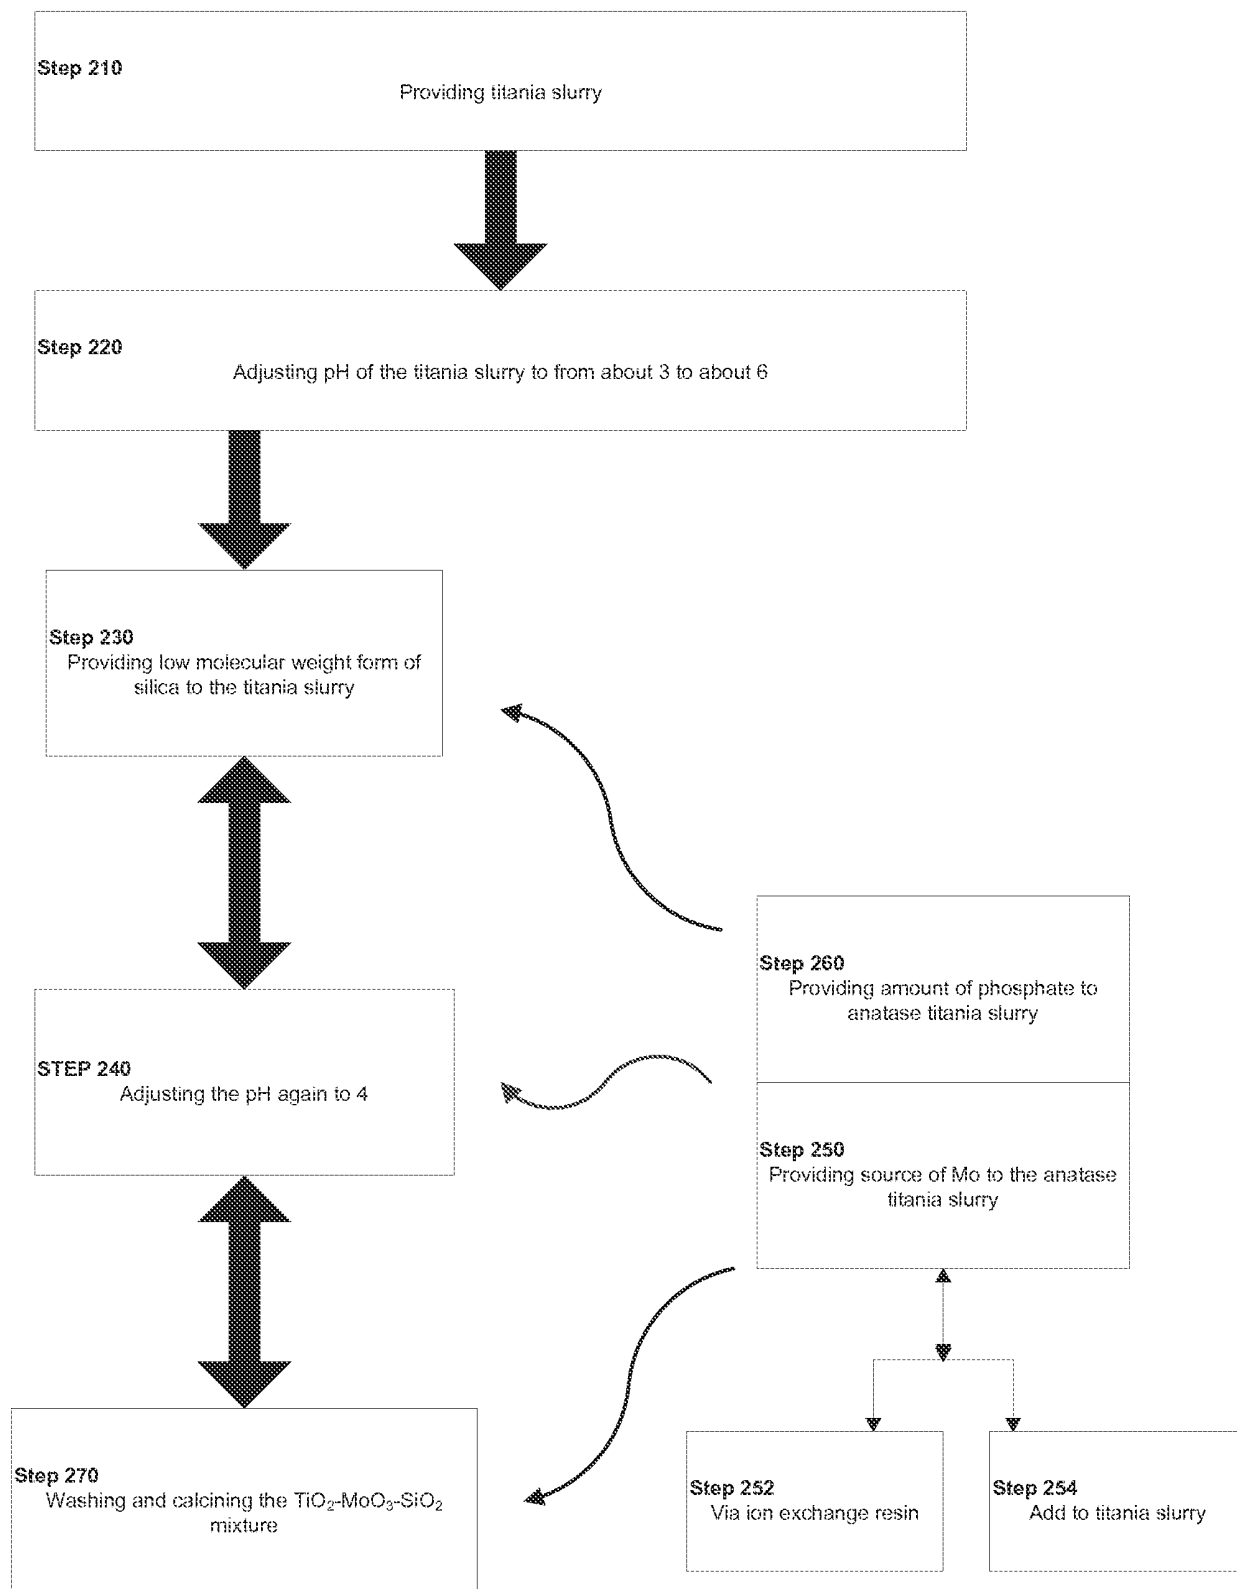 Step 210
Providing titania slurry
Step 220
Adjusting pH of the titania slurry to from about 3 to about 6
Step 230
Providing low molecular weight form of
silica to the titania slurry
Step 260
Providing amount of phosphate to
anatase titania slurry
STEP 240
Adjusting the pH again to 4
Step 250
Providing source of Mo to the anatase
titania slurry
Step 270
Washing and calcining the TiO₂-MoO₃-SiO₂
mixture
Step 252
Via ion exchange resin
Step 254
Add to titania slurry